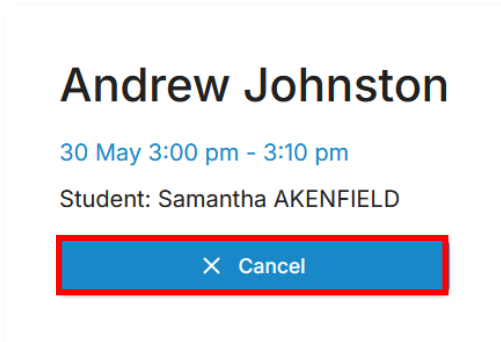 Andrew Johnston
30 May 3:00 pm - 3:10 pm
Student: Samantha AKENFIELD
Cancel